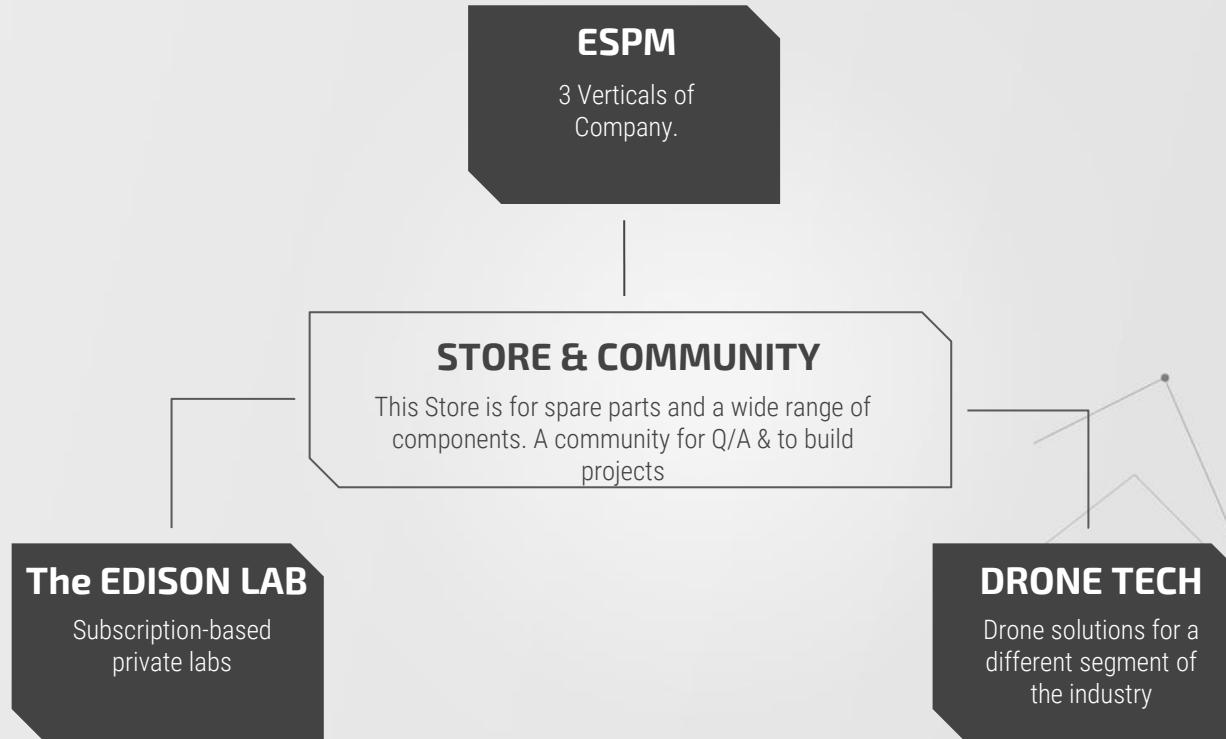 ESPM
3 Verticals of
Company.
STORE & COMMUNITY
This Store is for spare parts and a wide range of
components. A community for Q/A & to build
projects
The EDISON LAB
Subscription-based
private labs
DRONE TECH
Drone solutions for a
different segment of
the industry